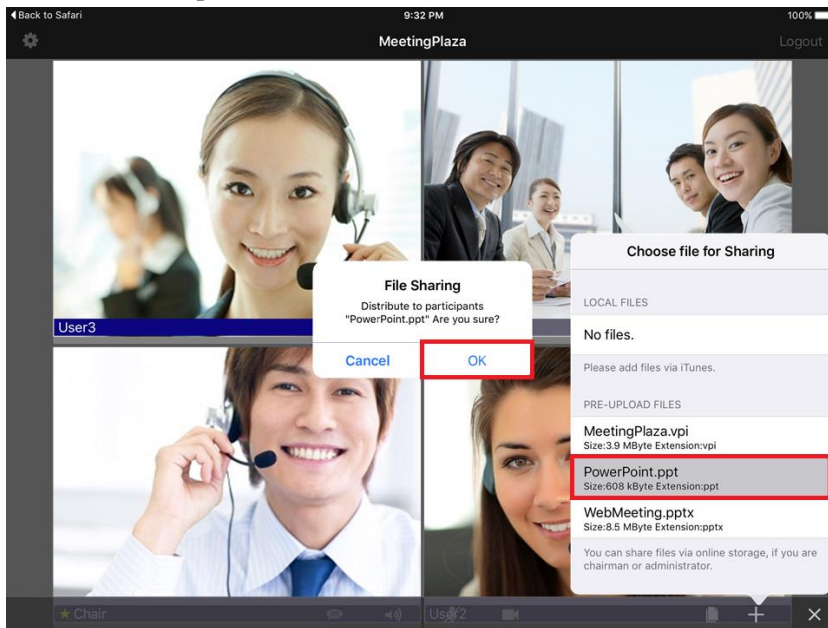 Back to Safari
9:32 PM
100%
MeetingPlaza
Logout
User3
File Sharing
Distribute to participants
"PowerPoint.ppt" Are you sure?
Cancel
OK
Choose file for Sharing
LOCAL FILES
No files.
Please add files via iTunes.
PRE-UPLOAD FILES
MeetingPlaza.vpi
Size:3.9 MByte Extension:vpi
PowerPoint.ppt
Size:608 kByte Extension:ppt
WebMeeting.pptx
Size:8.5 MByte Extension:pptx
You can share files via online storage, if you are
chairman or administrator.
Chair
User2